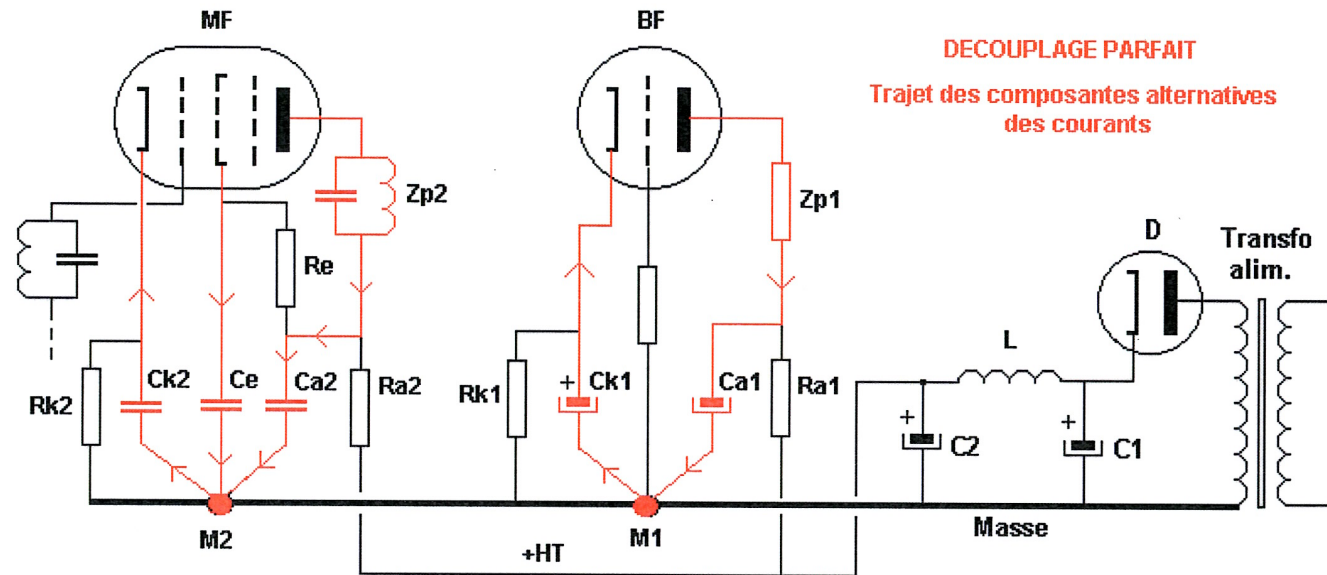 MF
BF
DECOUPLAGE PARFAIT
Trajet des composantes alternatives
des courants
Zp2
Zp1
D
Transfo
alim.
Re
L
Rk2
Ck2
Ce
Ca2
Ra2
Rk1
+
Ck1
Ca1
Ra1
+
C2
+
C1
M2
M1
Masse
+HT